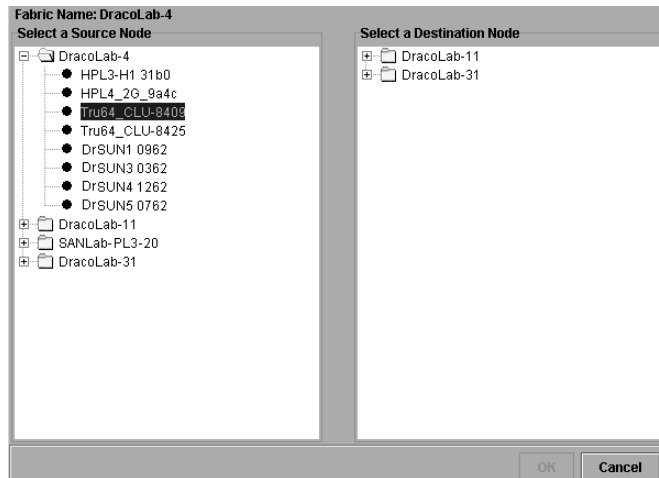 Fabric Name: DracoLab-4
Select a Source Node
DracoLab-4
HPL3-H1 31b0
HPL4_2G_9a4c
Tru64_CLU-8409
Tru64_CLU-8425
DrSUN1 0962
DrSUN3 0362
DrSUN4 1262
DrSUN5 0762
DracoLab-11
SANLab-PL3-20
DracoLab-31
Select a Destination Node
DracoLab-11
DracoLab-31
OK
Cancel